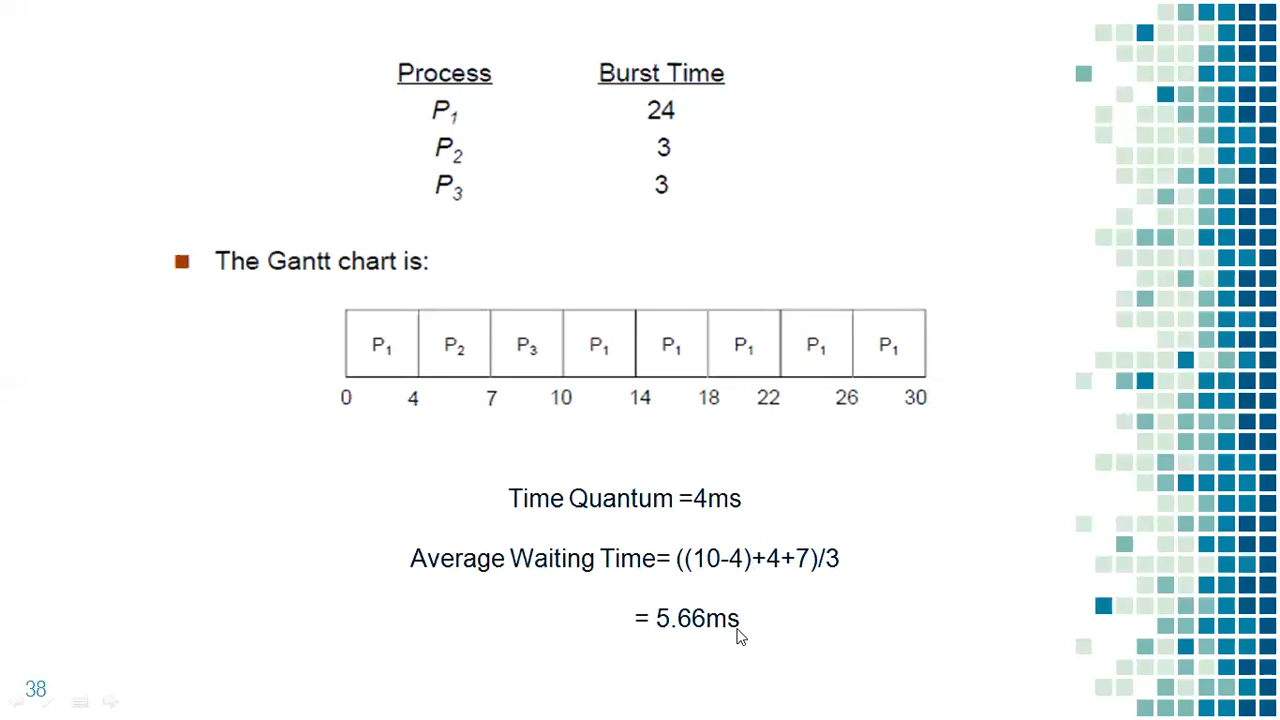 Process Burst Time
P1 24
P2 3
P3 3
The Gantt chart is:
P1 P2 P3 P1 P1 P1 P1 P1
0 4 7 10 14 18 22 26 30
Time Quantum =4ms
Average Waiting Time= ((10-4)+4+7)/3
= 5.66ms
38